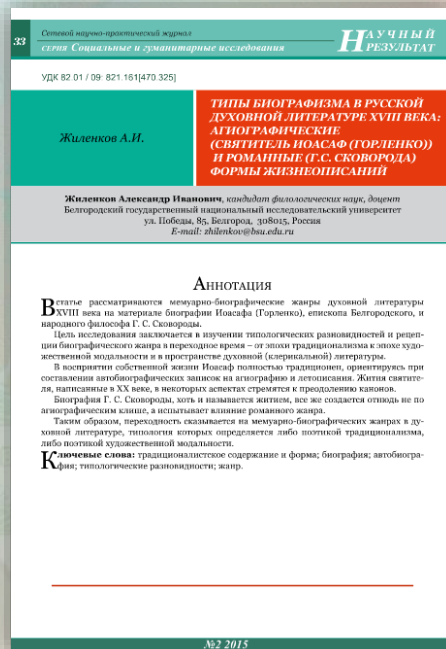 33
Сетевой научно-практический журнал
СЕРИЯ Социальные и гуманитарные исследования
НАУЧНЫЙ
РЕЗУЛЬТАТ
УДК 82.01 / 09: 821.161[470.325]
Жиленков А.И.
ТИПЫ БИОГРАФИЗМА В РУССКОЙ
ДУХОВНОЙ ЛИТЕРАТУРЕ XVIII ВЕКА:
АГИОГРАФИЧЕСКИЕ
(СВЯТИТЕЛЬ ИОАСАФ (ГОРЛЕНКО))
И РОМАННЫЕ (Г.С. СКОВОРОДА)
ФОРМЫ ЖИЗНЕОПИСАНИЙ
Жиленков Александр Иванович, кандидат филологических наук, доцент
Белгородский государственный национальный исследовательский университет
ул. Победы, 85, Белгород, 308015, Россия
E-mail: zhilenkov@bsu.edu.ru
АННОТАЦИЯ
В статье рассматриваются мемуарно-биографические жанры духовной литературы
XVIII века на материале биографии Иоасафа (Горленко), епископа Белгородского, и
народного философа Г. С. Сковороды.
Цель исследования заключается в изучении типологических разновидностей и рецеп-
ции биографического жанра в переходное время – от эпохи традиционализма к эпохе худо-
жественной модальности и в пространстве духовной (клерикальной) литературы.
В восприятии собственной жизни Иоасаф полностью традиционен, ориентируясь при
составлении автобиографических записок на агиографию и летописания. Жития святите-
ля, написанные в XX веке, в некоторых аспектах стремятся к преодолению канонов.
Биография Г. С. Сковороды, хоть и называется житием, все же создается отнюдь не по
агиографическим клише, а испытывает влияние романного жанра.
Таким образом, переходность сказывается на мемуарно-биографических жанрах в ду-
ховной литературе, типология которых определяется либо поэтикой традиционализма,
либо поэтикой художественной модальности.
Ключевые слова: традиционалистское содержание и форма; биография; автобиогра-
фия; типологические разновидности; жанр.
№2 2015